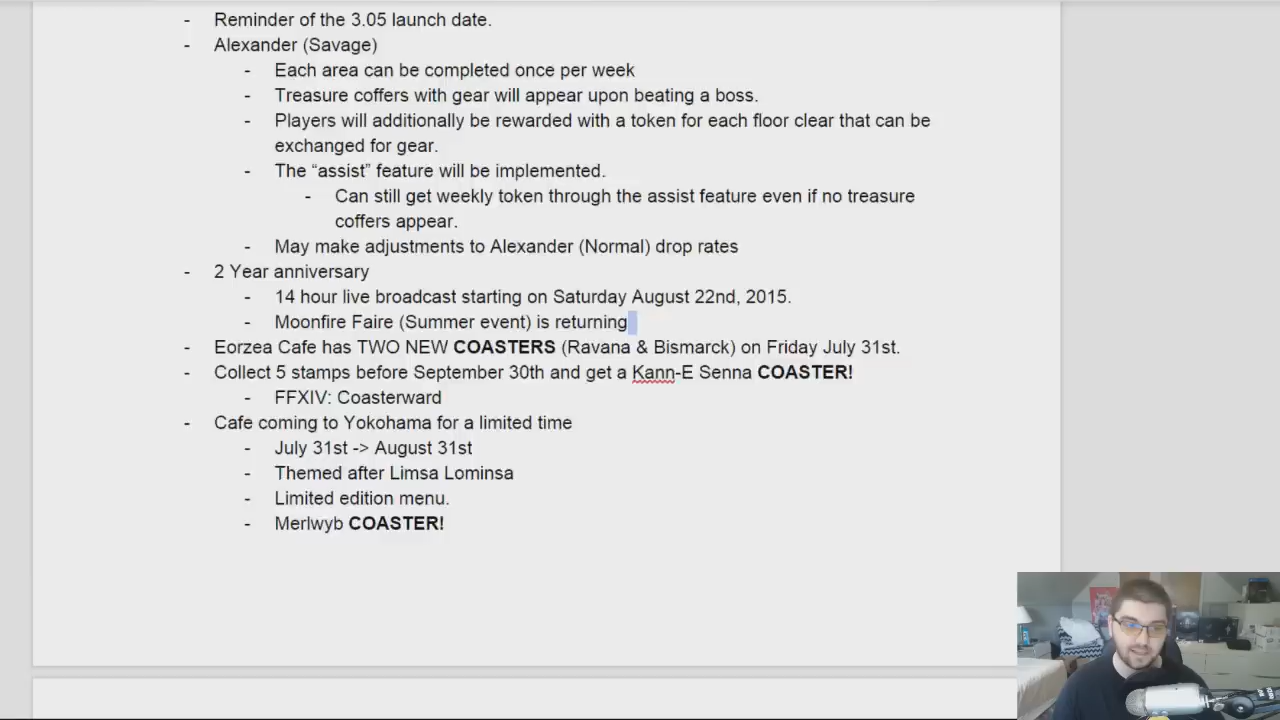 - Reminder of the 3.05 launch date.
- Alexander (Savage)
- Each area can be completed once per week
- Treasure coffers with gear will appear upon beating a boss.
- Players will additionally be rewarded with a token for each floor clear that can be
exchanged for gear.
- The “assist” feature will be implemented.
- Can still get weekly token through the assist feature even if no treasure
coffers appear.
- May make adjustments to Alexander (Normal) drop rates
- 2 Year anniversary
- 14 hour live broadcast starting on Saturday August 22nd, 2015.
- Moonfire Faire (Summer event) is returning
- Eorzea Cafe has TWO NEW COASTERS (Ravana & Bismarck) on Friday July 31st.
- Collect 5 stamps before September 30th and get a Kann-E Senna COASTER!
- FFXIV: Coasterward
- Cafe coming to Yokohama for a limited time
- July 31st -> August 31st
- Themed after Limsa Lominsa
- Limited edition menu.
- Merlwyb COASTER!